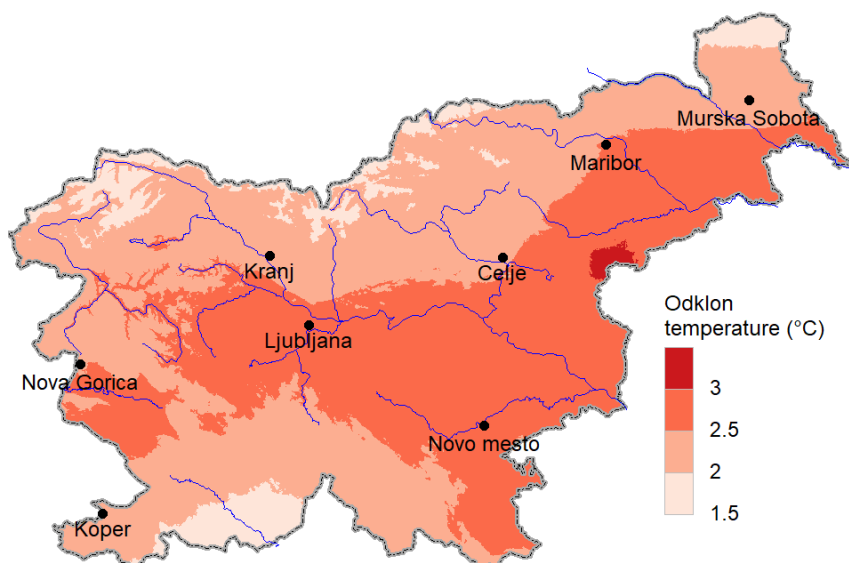 Murska Sobota
Maribor
Kranj
Celje
Ljubljana
Nova Gorica
Novo mesto
Koper
Odklon
temperature (°C)
3
2.5
2
1.5